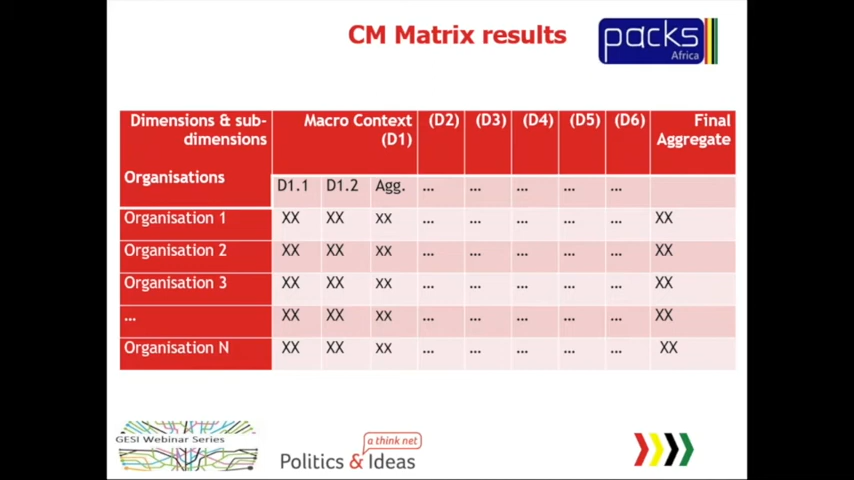 CM Matrix results
packs
Africa
Dimensions & sub-
dimensions
Organisations
Macro Context
(D1)
(D2)
(D3)
(D4)
(D5)
(D6)
Final
Aggregate
D1.1 D1.2 Agg. ... ... ... ... ...
Organisation 1 XX XX xx ... ... ... ... ... XX
Organisation 2 XX XX xx ... ... ... ... ... XX
Organisation 3 XX XX xx ... ... ... ... ... XX
... XX XX xx ... ... ... ... ... XX
Organisation N XX XX xx ... ... ... ... ... XX
GESI Webinar Series
a think net
Politics & Ideas